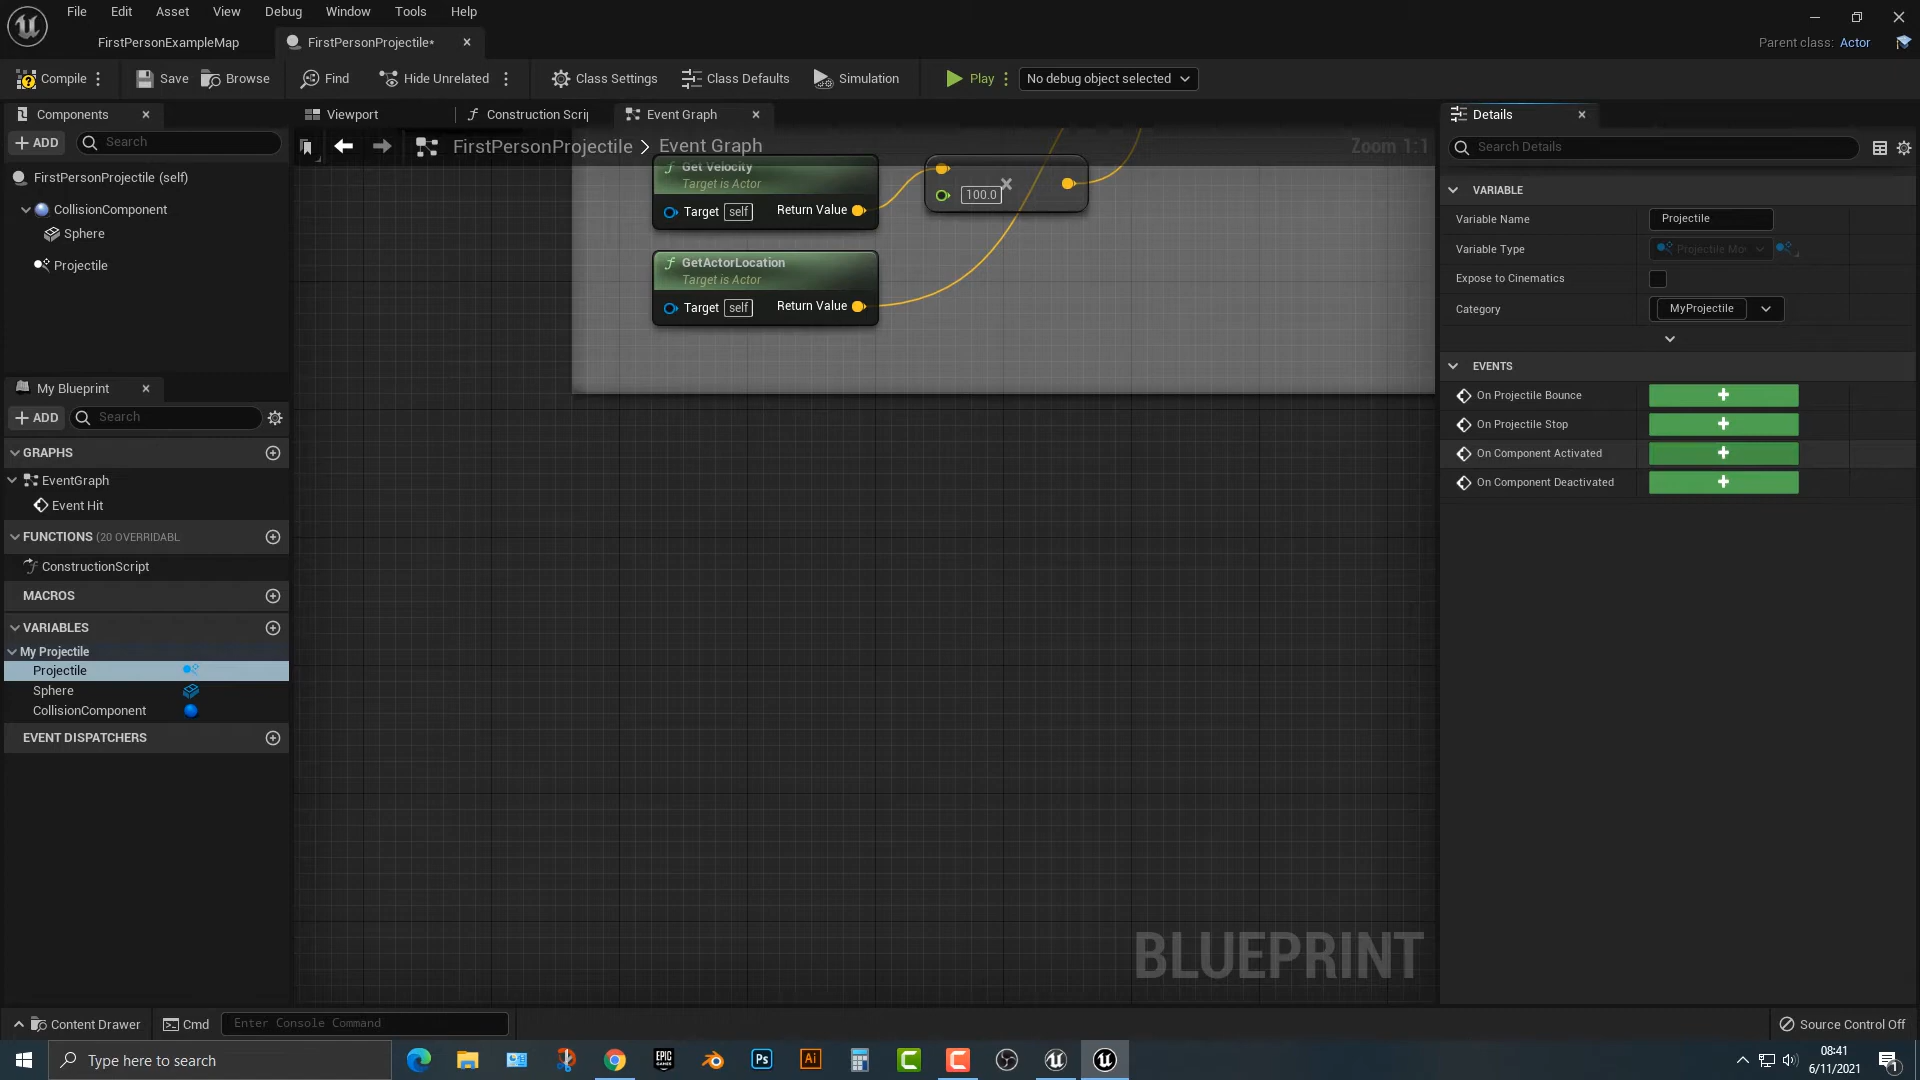 File Edit Asset View Debug Window Tools Help
FirstPersonExampleMap FirstPersonProjectile* Parent class: Actor
Compile Save Browse Find Hide Unrelated Class Settings Class Defaults Simulation Play No debug object selected
Components Viewport Construction Scrip Event Graph Details
ADD Search FirstPersonProjectile > Event Graph Zoom 1:1 Search Details
FirstPersonProjectile (self)
CollisionComponent
Sphere
Projectile
Get Velocity
Target is Actor
Target self Return Value
100.0
GetActorLocation
Target is Actor
Target self Return Value
VARIABLE
Variable Name Projectile
Variable Type Projectile Mo
Expose to Cinematics
Category MyProjectile
EVENTS
On Projectile Bounce
On Projectile Stop
On Component Activated
On Component Deactivated
My Blueprint
ADD Search
GRAPHS
EventGraph
Event Hit
FUNCTIONS (20 OVERRIDABL
ConstructionScript
MACROS
VARIABLES
My Projectile
Projectile
Sphere
CollisionComponent
EVENT DISPATCHERS
BLUEPRINT
Content Drawer Cmd Enter Console Command Source Control Off
Type here to search EPIC GAMES Ps Ai 08:41
6/11/2021 1